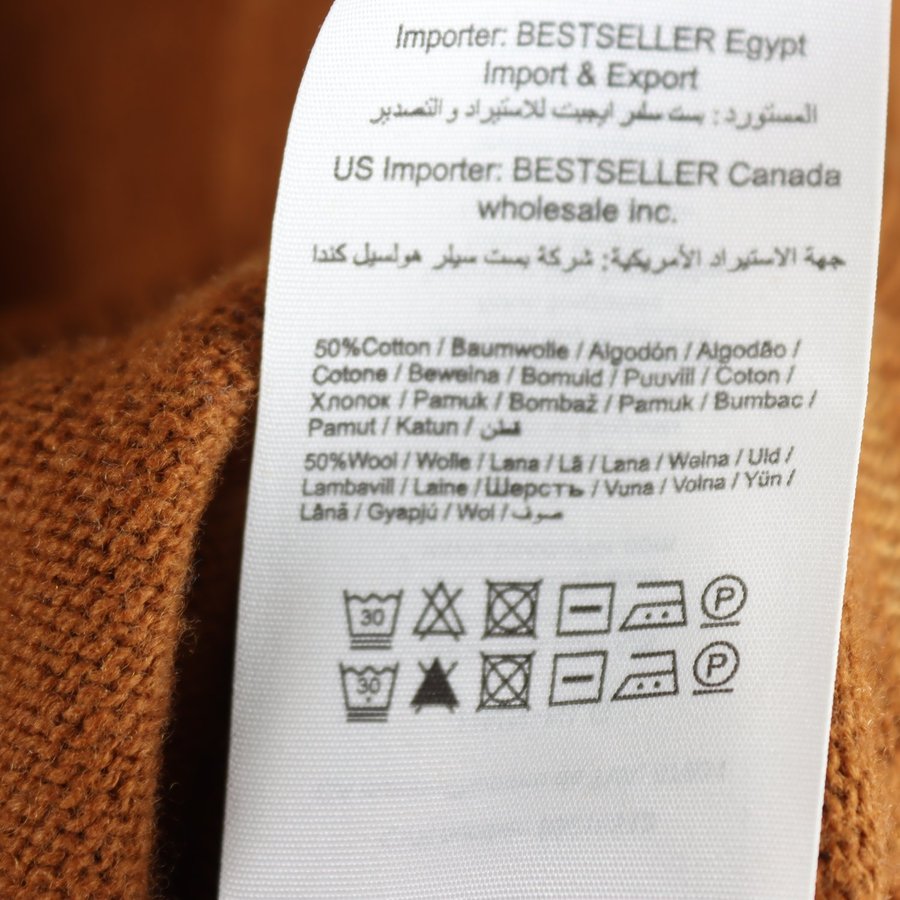 Importer: BESTSELLER Egypt
Import & Export
المستورد: بست سلفر ايجيبت للاستيراد و التصدير
US Importer: BESTSELLER Canada
wholesale inc.
جهة الاستيراد الأمريكية: شركة بست سيلر هولسيل كندا
50%Cotton / Baumwolle / Algodón / Algodão /
Cotone / Bewełna / Bomuld / Puuvill / Coton /
Хлопок / Pamuk / Bombaž / Pamuk / Bumbac /
Pamut / Katun / قطن
50%Wool / Wolle / Lana / Lã / Lana / Wełna / Uld /
Lambavill / Laine / Шерсть / Vuna / Volna / Yün /
Lână / Gyapjú / Wol / صوف
30 P
30 P